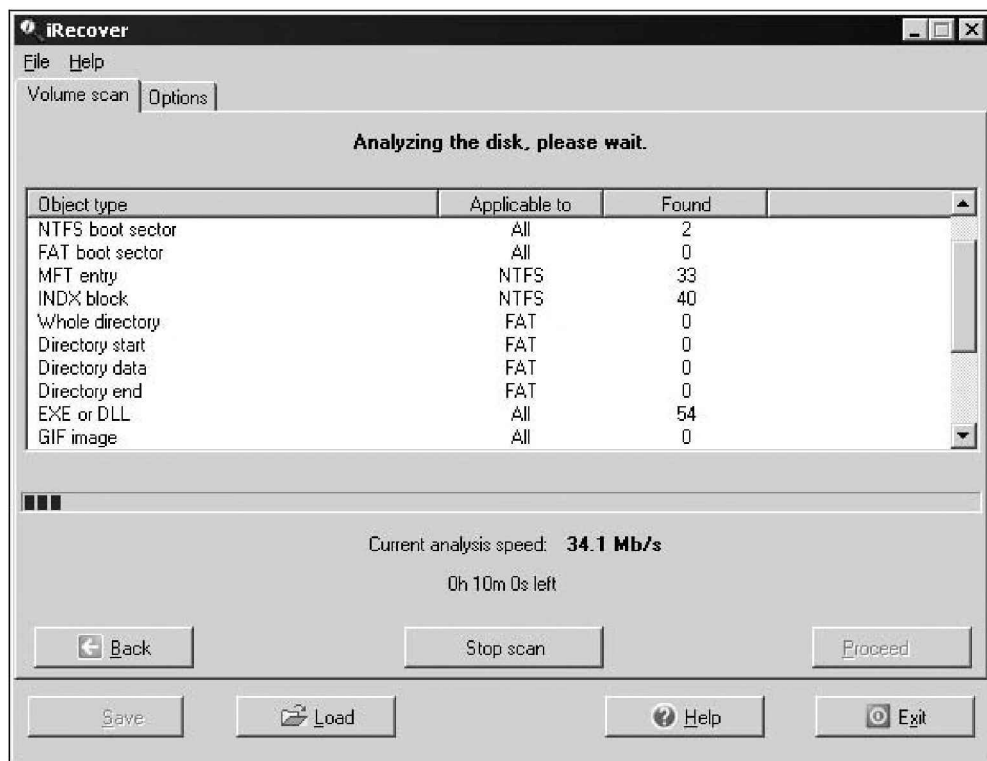 iRecover
File Help
Volume scan Options
Analyzing the disk, please wait.
Object type Applicable to Found
NTFS boot sector All 2
FAT boot sector All 0
MFT entry NTFS 33
INDX block NTFS 40
Whole directory FAT 0
Directory start FAT 0
Directory data FAT 0
Directory end FAT 0
EXE or DLL All 54
GIF image All 0
Current analysis speed: 34.1 Mb/s
0h 10m 0s left
Back Stop scan Proceed
Save Load Help Exit